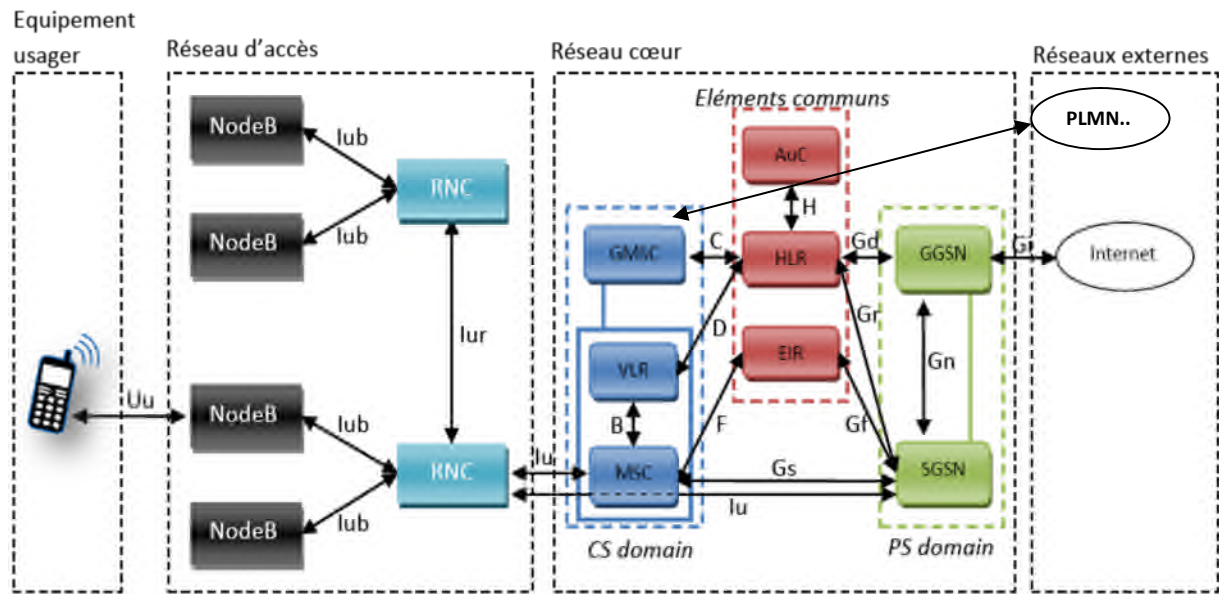 Equipement
usager
Réseau d'accès
Réseau cœur
Réseaux externes
Eléments communs
PLMN..
NodeB
Iub
AuC
RNC
H
NodeB
Iub
GMSC
C
HLR
Gd
GGSN
Gi
Internet
D
Gr
Iur
Gn
EIR
VLR
Uu
NodeB
Iub
B
F
Gf
RNC
Iu
MSC
Gs
SGSN
Iu
NodeB
Iub
CS domain
PS domain